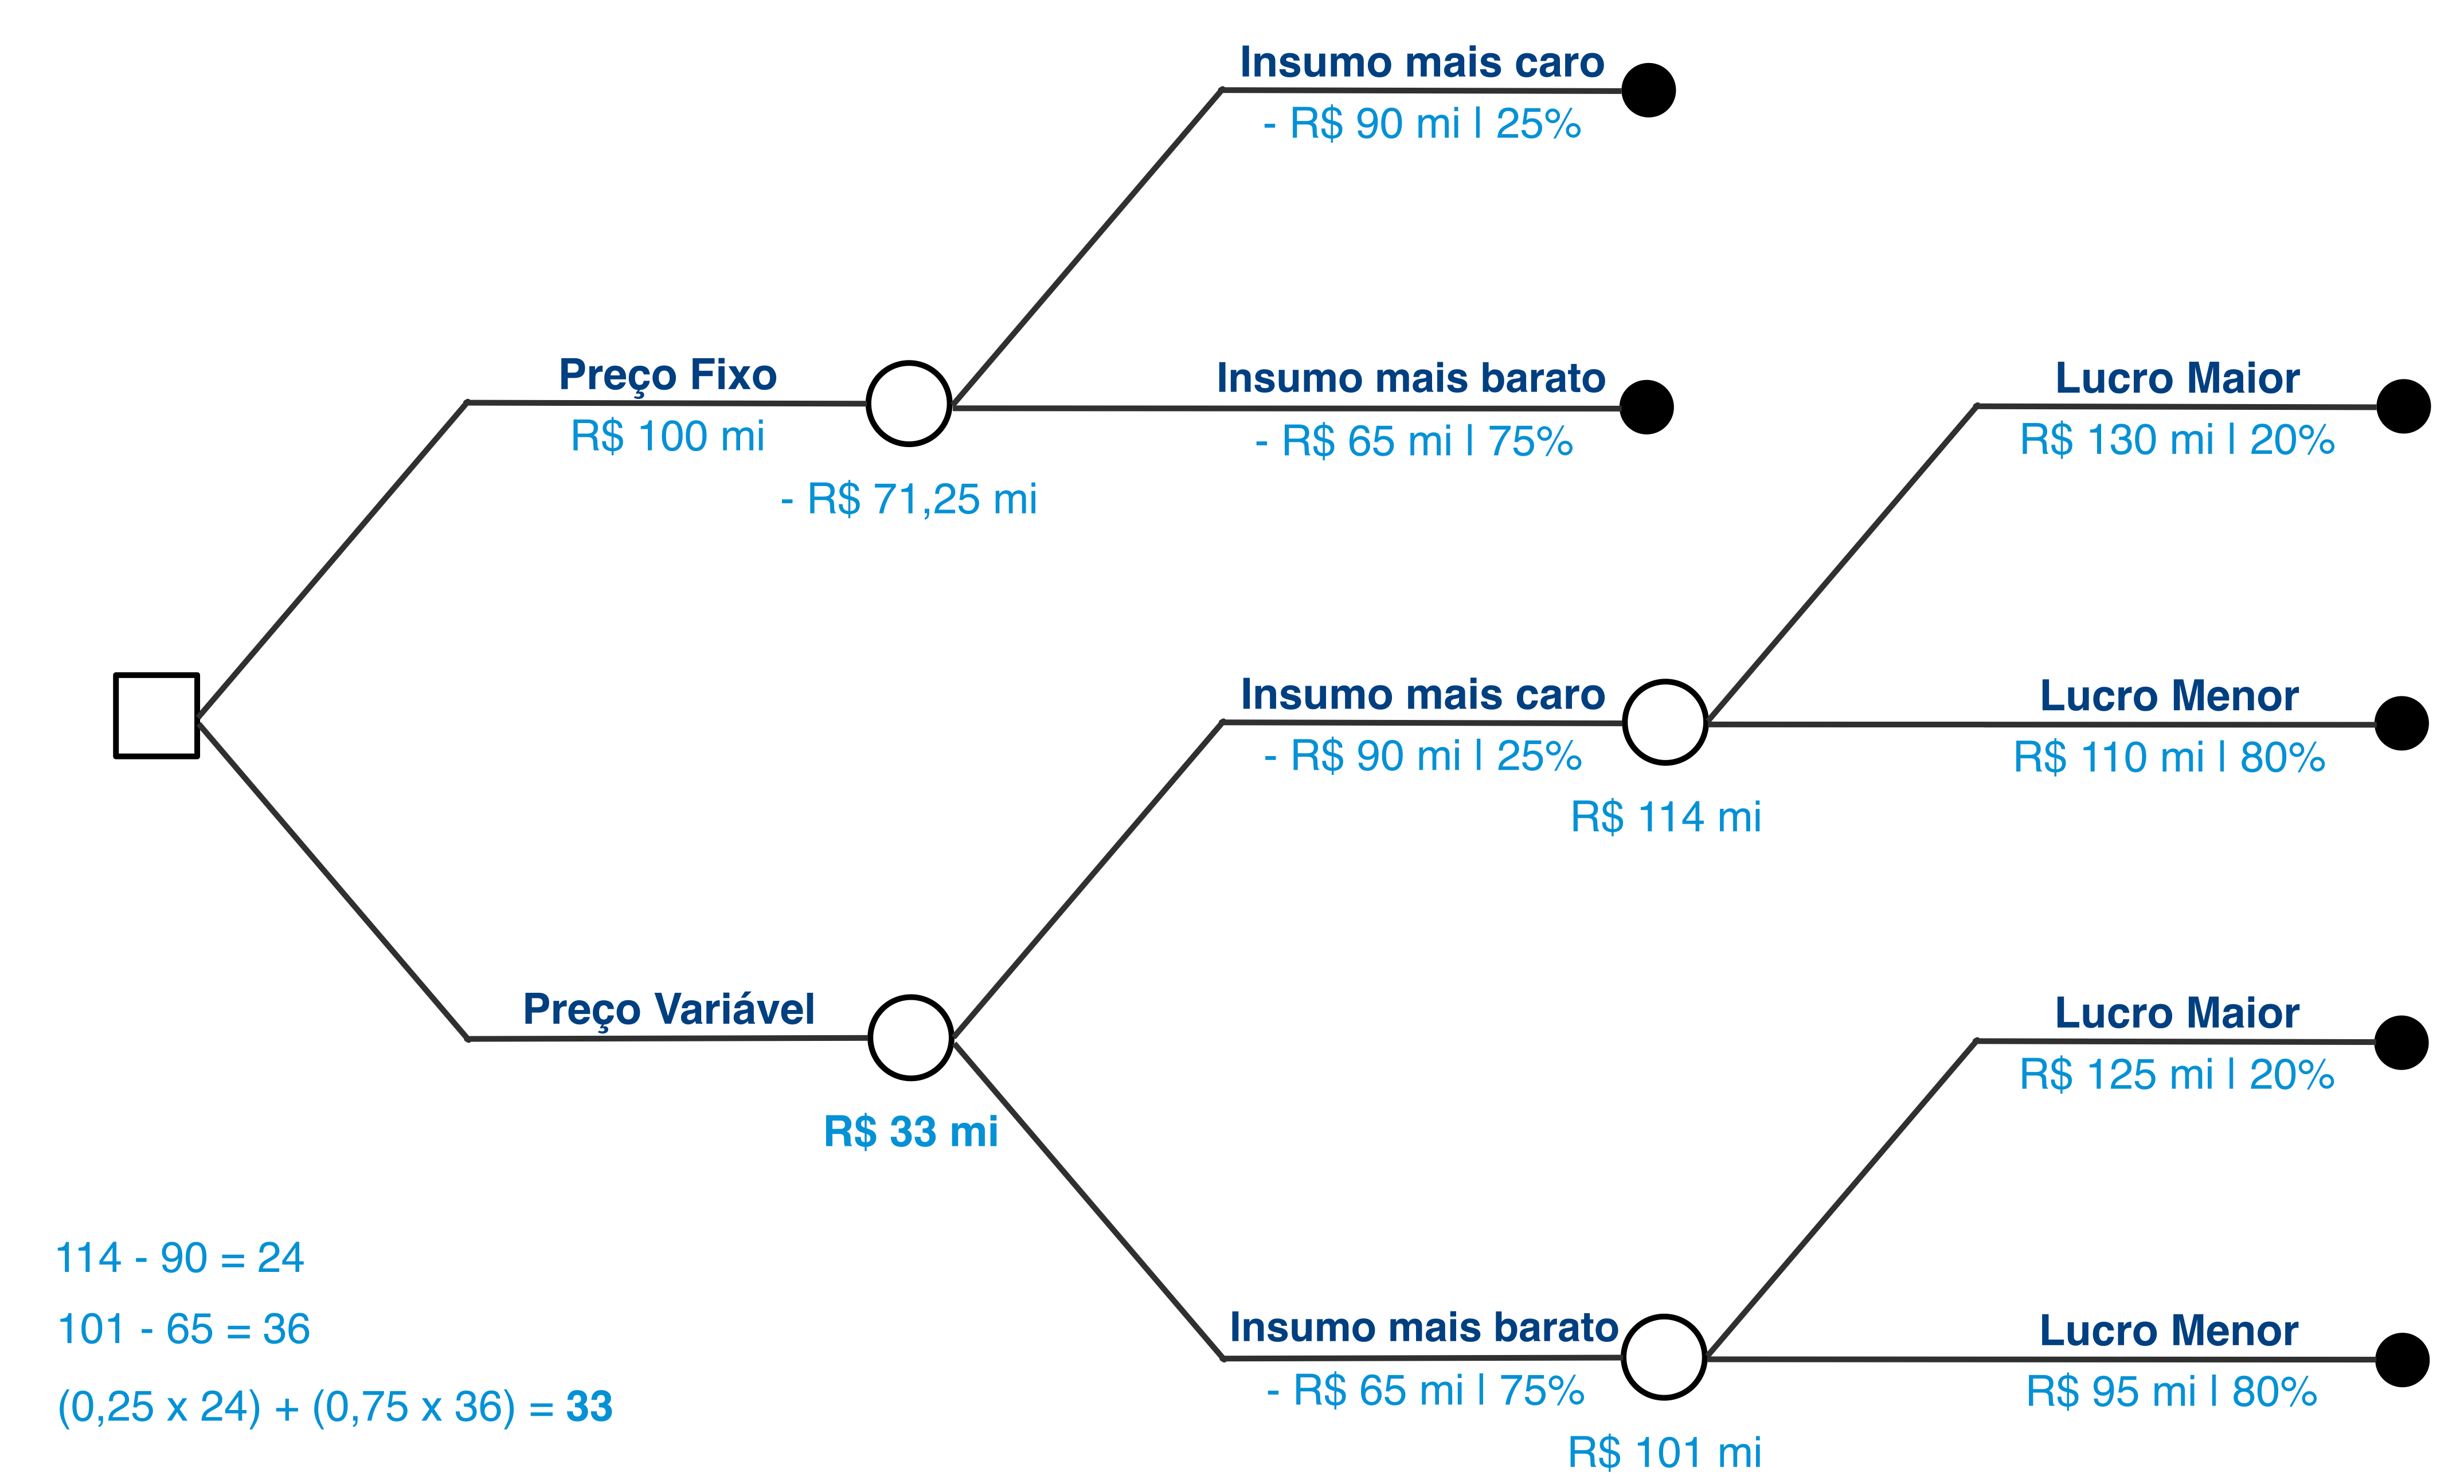 Insumo mais caro
- R$ 90 mi | 25%
Preço Fixo
R$ 100 mi
- R$ 71,25 mi
Insumo mais barato
- R$ 65 mi | 75%
Lucro Maior
R$ 130 mi | 20%
Insumo mais caro
- R$ 90 mi | 25%
R$ 114 mi
Lucro Menor
R$ 110 mi | 80%
Preço Variável
R$ 33 mi
Lucro Maior
R$ 125 mi | 20%
Insumo mais barato
- R$ 65 mi | 75%
R$ 101 mi
Lucro Menor
R$ 95 mi | 80%
114 - 90 = 24
101 - 65 = 36
(0,25 x 24) + (0,75 x 36) = 33